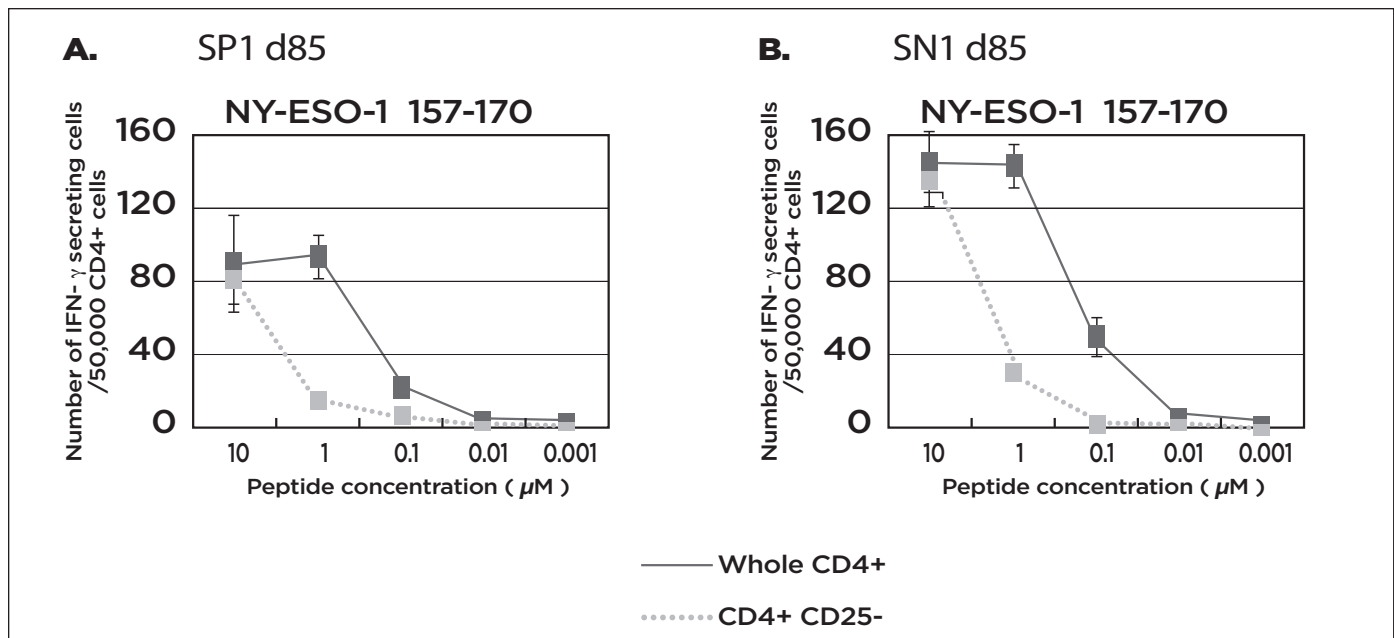 A. SP1 d85
NY-ESO-1 157-170
Number of IFN- γ secreting cells
/50,000 CD4+ cells
160
120
80
40
0
10 1 0.1 0.01 0.001
Peptide concentration ( µM )
B. SN1 d85
NY-ESO-1 157-170
Number of IFN- γ secreting cells
/50,000 CD4+ cells
160
120
80
40
0
10 1 0.1 0.01 0.001
Peptide concentration ( µM )
Whole CD4+
CD4+ CD25-